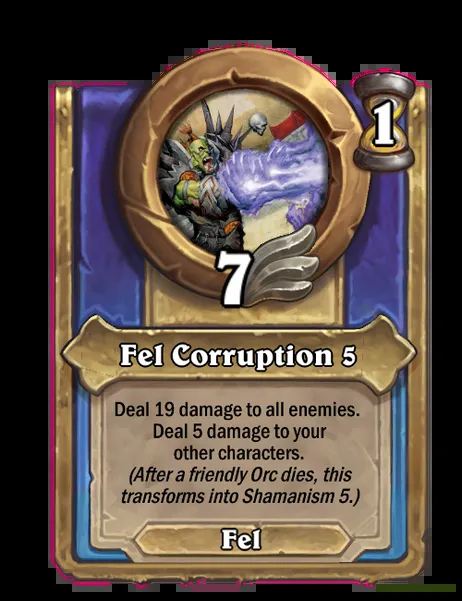 1
7
Fel Corruption 5
Deal 19 damage to all enemies.
Deal 5 damage to your
other characters.
(After a friendly Orc dies, this
transforms into Shamanism 5.)
Fel